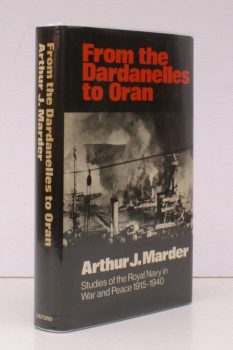 From the
Dardanelles
to Oran
Arthur J. Marder
Studies of the Royal Navy in
War and Peace 1915-1940
From the Dardanelles to Oran
Arthur J. Marder
OXFORD